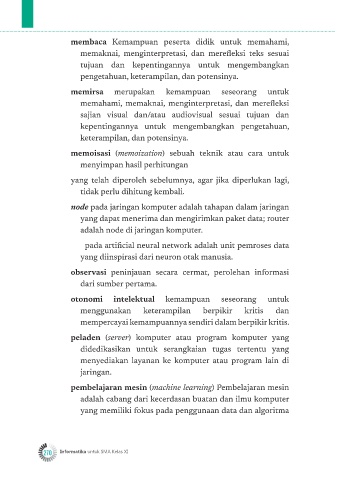 membaca Kemampuan peserta didik untuk memahami,
memaknai, menginterpretasi, dan merefleksi teks sesuai
tujuan dan kepentingannya untuk mengembangkan
pengetahuan, keterampilan, dan potensinya.
memirsa merupakan kemampuan seseorang untuk
memahami, memaknai, menginterpretasi, dan merefleksi
sajian visual dan/atau audiovisual sesuai tujuan dan
kepentingannya untuk mengembangkan pengetahuan,
keterampilan, dan potensinya.
memoisasi (memoization) sebuah teknik atau cara untuk
menyimpan hasil perhitungan
yang telah diperoleh sebelumnya, agar jika diperlukan lagi,
tidak perlu dihitung kembali.
node pada jaringan komputer adalah tahapan dalam jaringan
yang dapat menerima dan mengirimkan paket data; router
adalah node di jaringan komputer.
pada artificial neural network adalah unit pemroses data
yang diinspirasi dari neuron otak manusia.
observasi peninjauan secara cermat, perolehan informasi
dari sumber pertama.
otonomi intelektual kemampuan seseorang untuk
menggunakan keterampilan berpikir kritis dan
mempercayai kemampuannya sendiri dalam berpikir kritis.
peladen (server) komputer atau program komputer yang
didedikasikan untuk serangkaian tugas tertentu yang
menyediakan layanan ke komputer atau program lain di
jaringan.
pembelajaran mesin (machine learning) Pembelajaran mesin
adalah cabang dari kecerdasan buatan dan ilmu komputer
yang memiliki fokus pada penggunaan data dan algoritma
270 Informatika untuk SMA Kelas XI